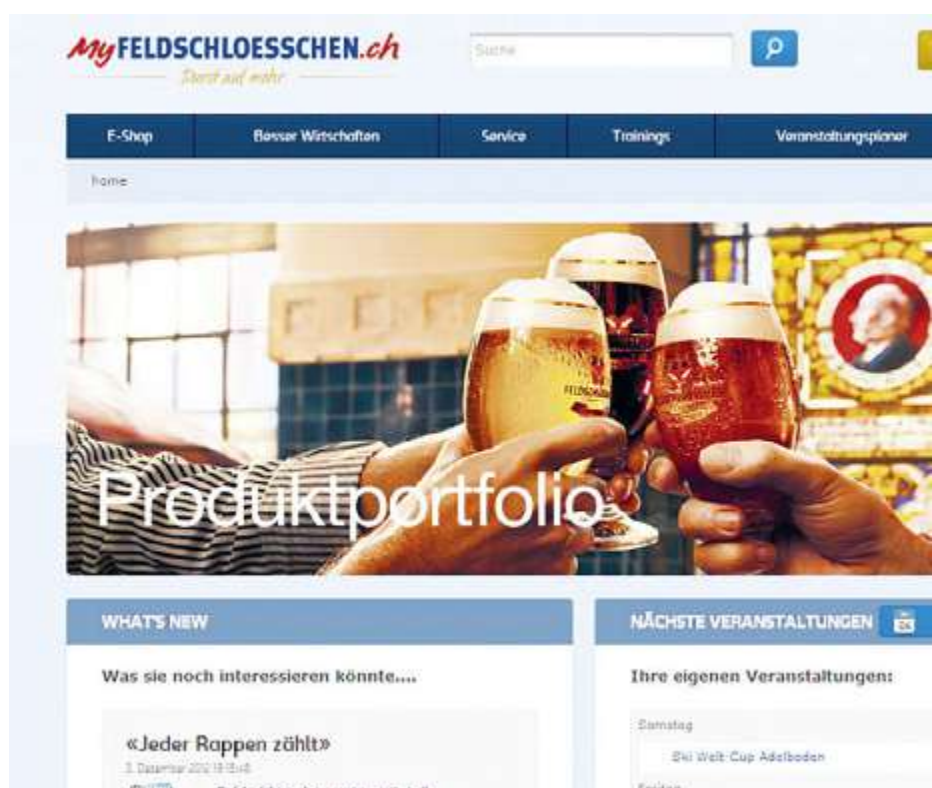 MyFELDSCHLOESSCHEN.ch
Durst auf mehr
Suche
E-Shop Besser Wirtschaften Service Trainings Veranstaltungsplaner
home
Produktportfolio
WHAT'S NEW
Was sie noch interessieren könnte....
«Jeder Rappen zählt»
NÄCHSTE VERANSTALTUNGEN
Ihre eigenen Veranstaltungen:
Samstag
Ski Welt Cup Adelboden
Freitag